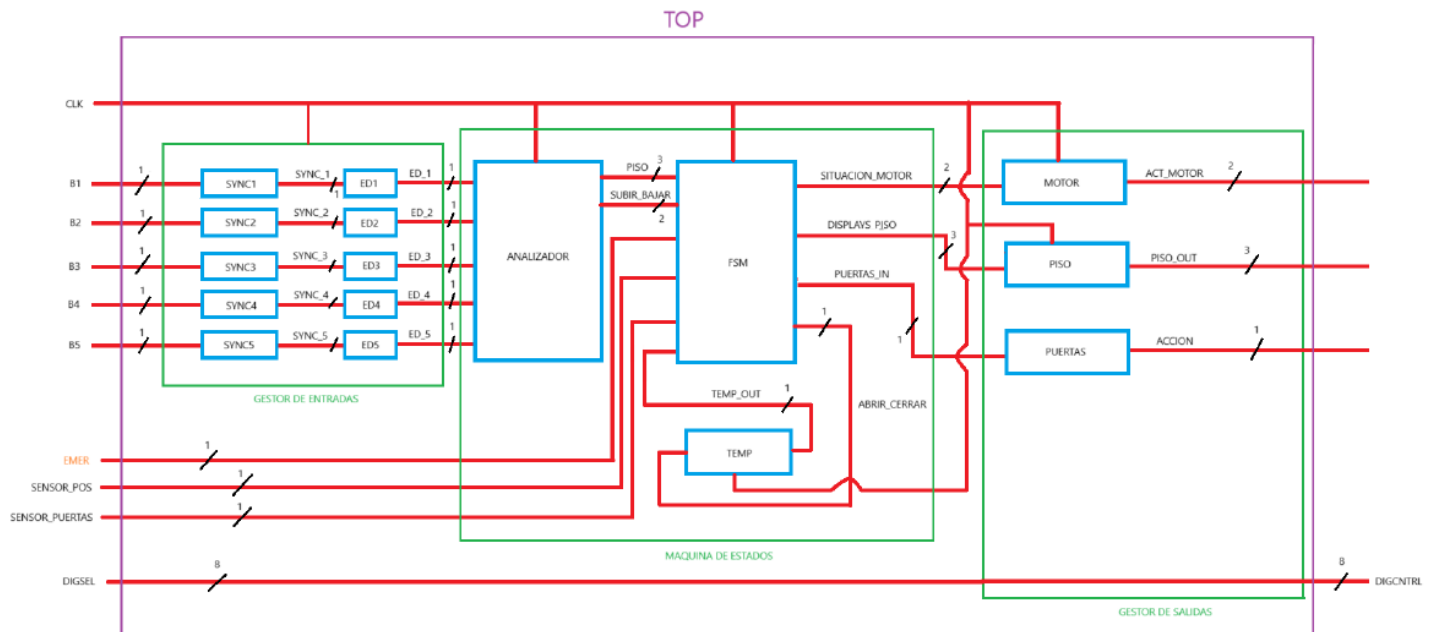 TOP
CLK
B1
1
SYNC1
SYNC_1
1
ED1
ED_1
1
B2
1
SYNC2
SYNC_2
ED2
ED_2
1
B3
1
SYNC3
SYNC_3
ED3
ED_3
1
B4
1
SYNC4
SYNC_4
ED4
ED_4
1
B5
1
SYNC5
SYNC_5
ED5
ED_5
1
GESTOR DE ENTRADAS
ANALIZADOR
PISO
3
SUBIR_BAJAR
2
FSM
SITUACION_MOTOR
2
DISPLAYS_PJSO
3
PUERTAS_IN
1
1
ABRIR_CERRAR
TEMP_OUT
1
TEMP
MAQUINA DE ESTADOS
MOTOR
ACT_MOTOR
2
PISO
PISO_OUT
3
PUERTAS
ACCION
1
GESTOR DE SALIDAS
EMER
1
SENSOR_POS
1
SENSOR_PUERTAS
1
DIGSEL
8
8
DIGCNTRL